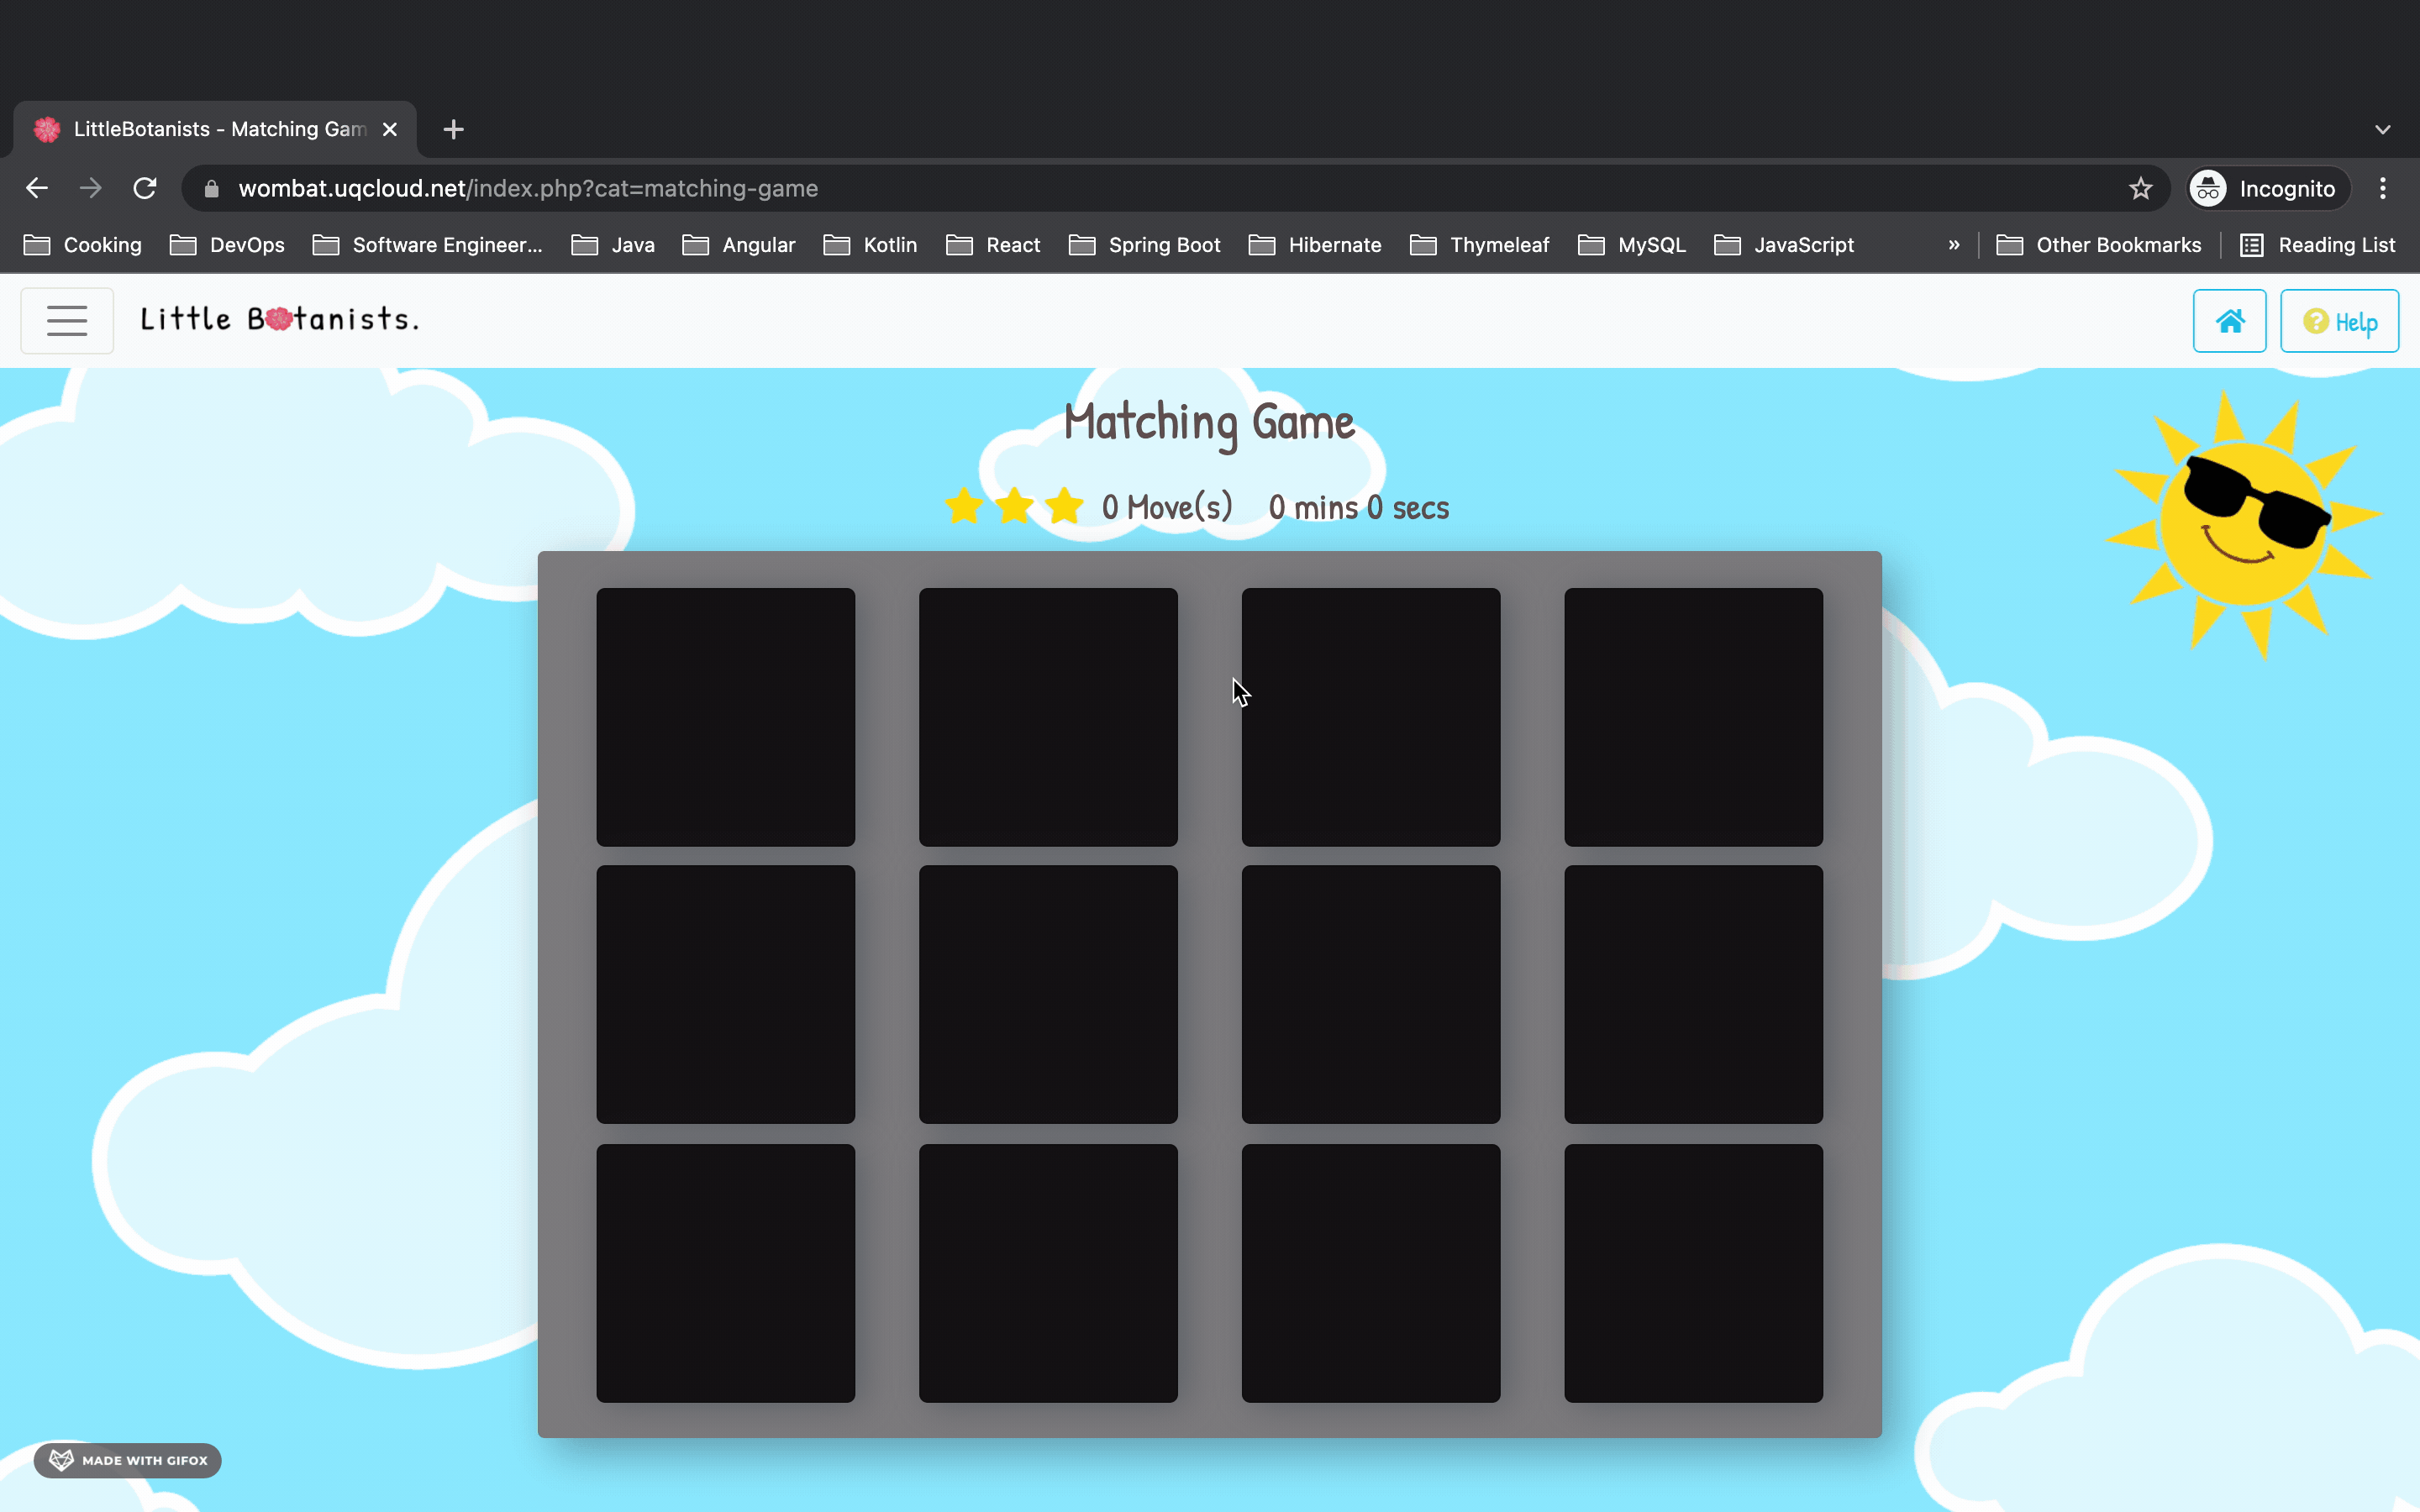 LittleBotanists - Matching Gam
wombat.uqcloud.net/index.php?cat=matching-game
Incognito
Cooking DevOps Software Engineer... Java Angular Kotlin React Spring Boot Hibernate Thymeleaf MySQL JavaScript » Other Bookmarks Reading List
Little Botanists.
? Help
Matching Game
0 Move(s) 0 mins 0 secs
MADE WITH GIFOX